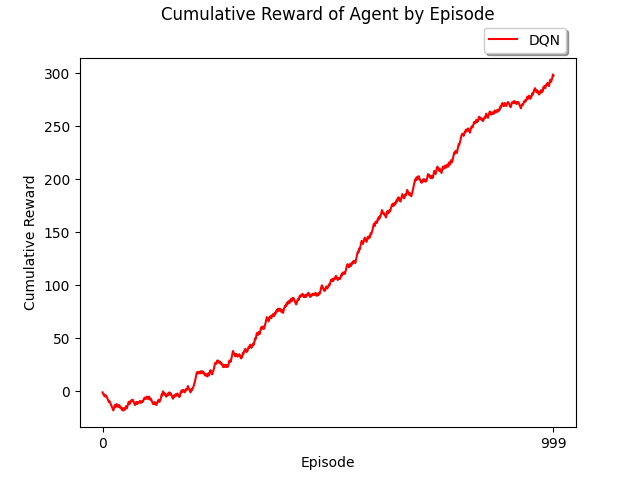 Cumulative Reward of Agent by Episode
DQN
300
250
200
150
100
50
0
Cumulative Reward
0
999
Episode